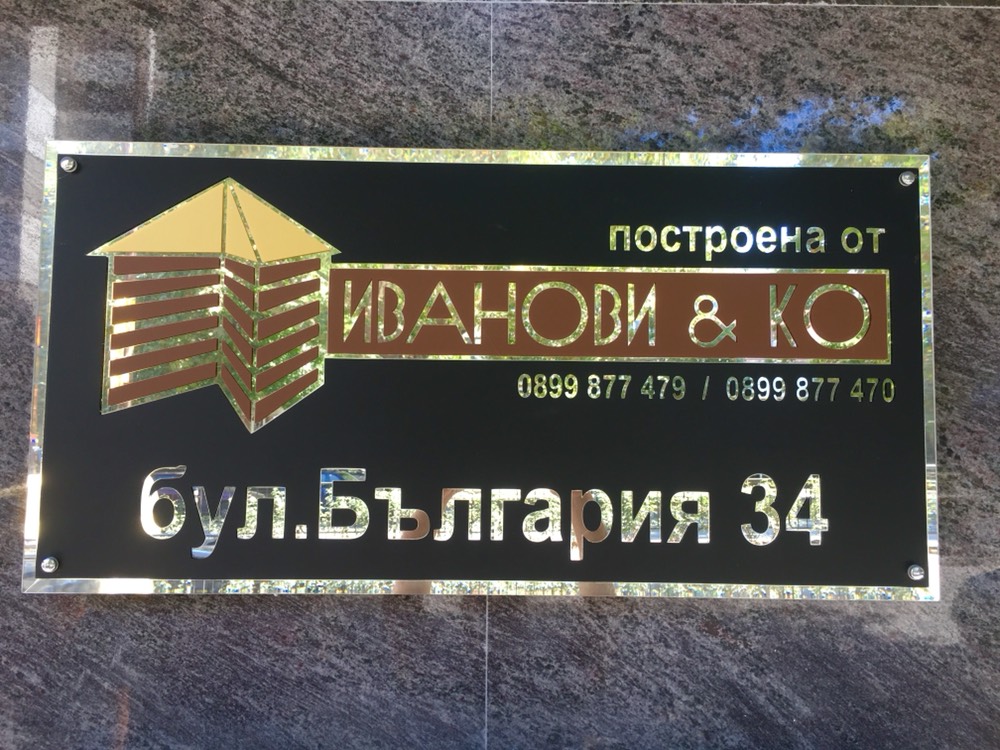 построена от
ИВАНОВИ & КО
0899 877 479 / 0899 877 470
бул.България 34